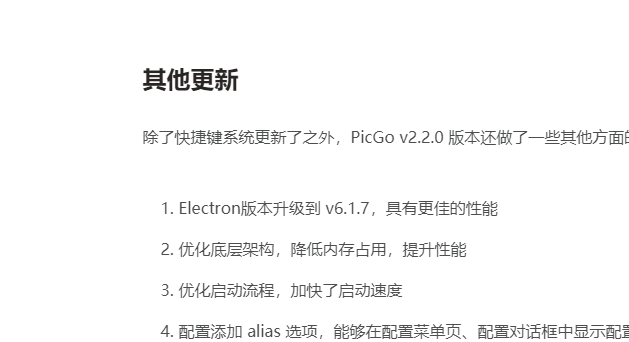 其他更新
除了快捷键系统更新了之外，PicGo v2.2.0 版本还做了一些其他方面的
1. Electron版本升级到 v6.1.7，具有更佳的性能
2. 优化底层架构，降低内存占用，提升性能
3. 优化启动流程，加快了启动速度
4. 配置添加 alias 选项，能够在配置菜单页、配置对话框中显示配置